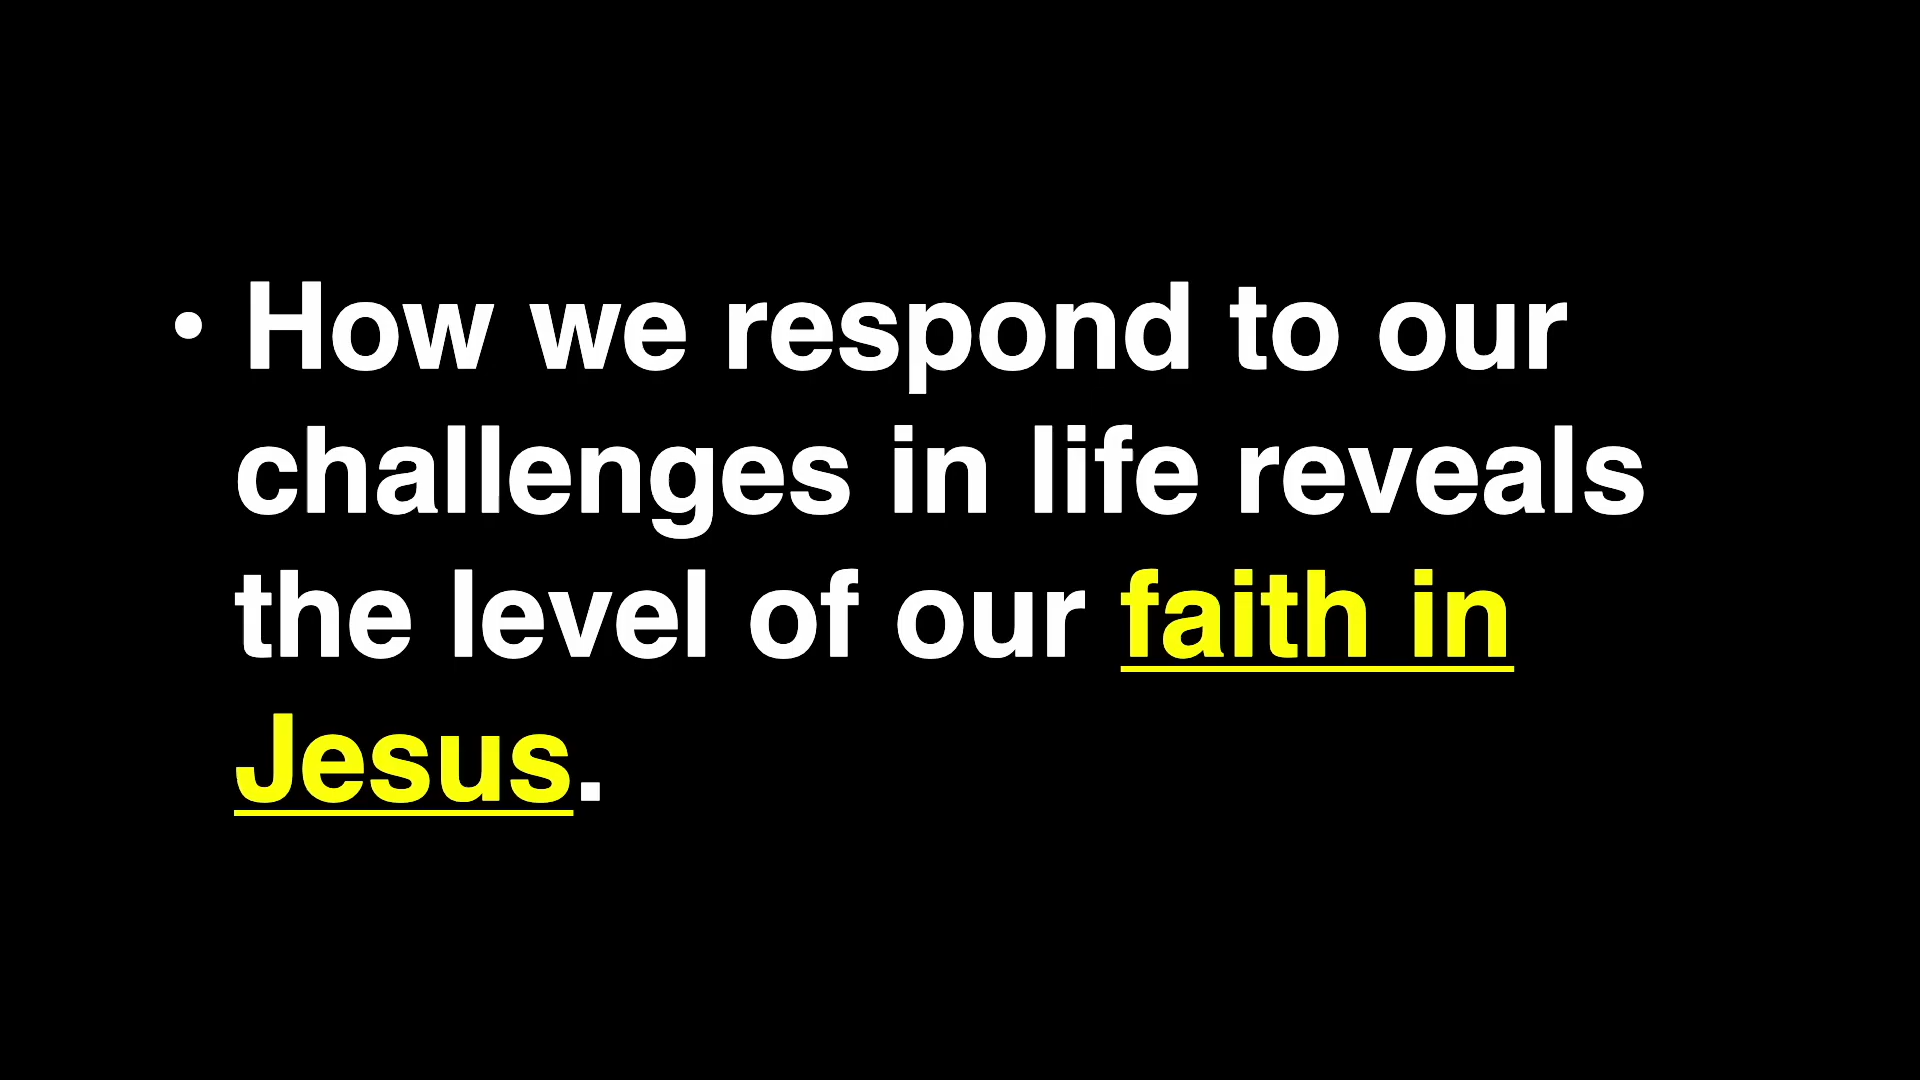 • How we respond to our
challenges in life reveals
the level of our faith in
Jesus.